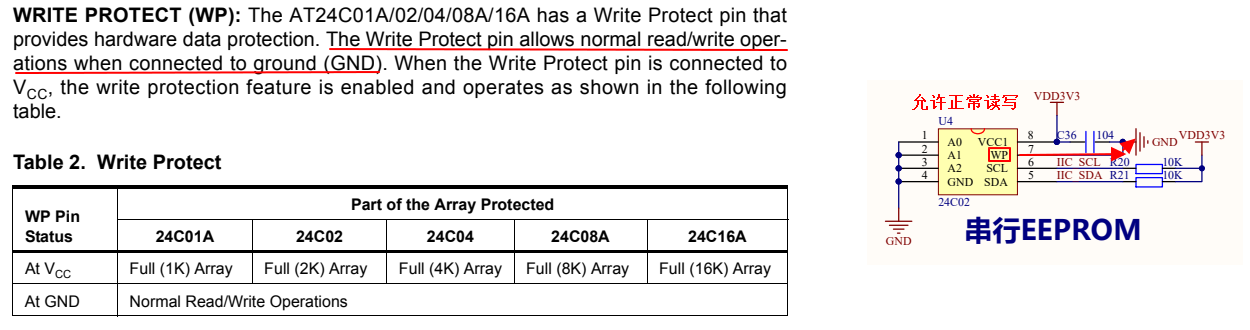 WRITE PROTECT (WP): The AT24C01A/02/04/08A/16A has a Write Protect pin that
provides hardware data protection. The Write Protect pin allows normal read/write oper-
ations when connected to ground (GND). When the Write Protect pin is connected to
VCC, the write protection feature is enabled and operates as shown in the following
table.
Table 2. Write Protect
WP Pin Status
Part of the Array Protected
24C01A 24C02 24C04 24C08A 24C16A
At VCC Full (1K) Array Full (2K) Array Full (4K) Array Full (8K) Array Full (16K) Array
At GND Normal Read/Write Operations
允许正常读写
VDD3V3
U4
1 A0 VCC1 8 C36 104 GND VDD3V3
2 A1 WP 7
3 A2 SCL 6 IIC_SCL R20 10K
4 GND SDA 5 IIC_SDA R21 10K
24C02
GND
串行EEPROM